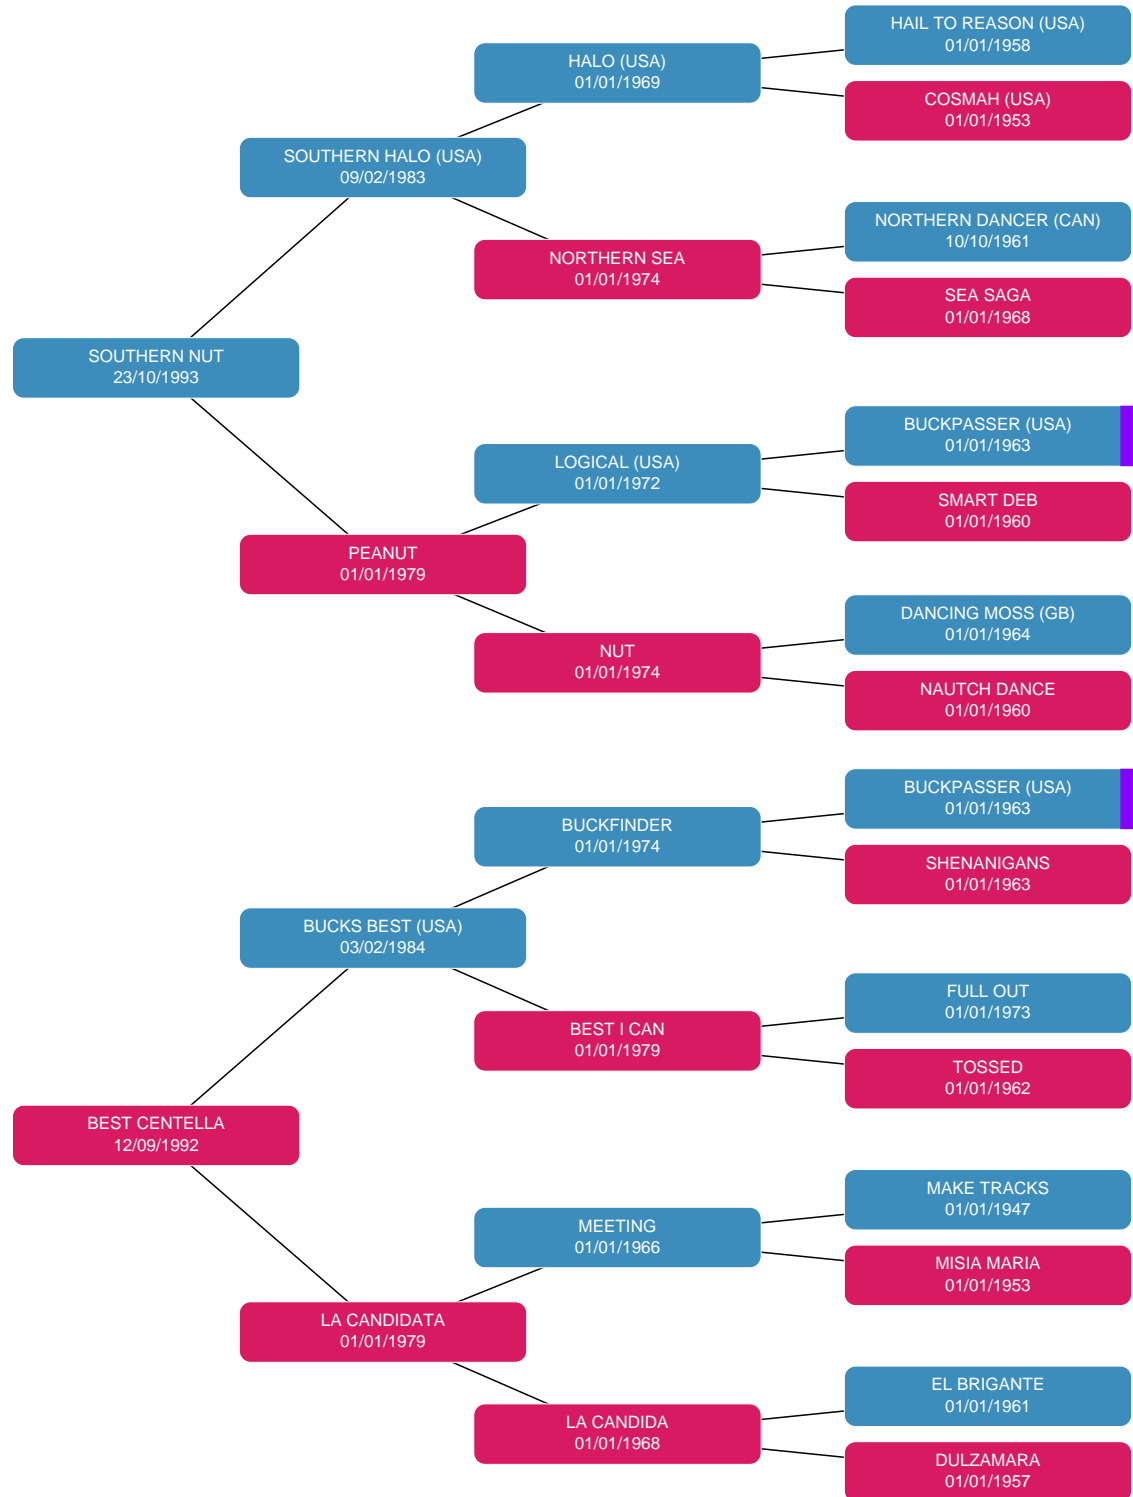 HAIL TO REASON (USA)
01/01/1958
HALO (USA)
01/01/1969
COSMAH (USA)
01/01/1953
SOUTHERN HALO (USA)
09/02/1983
NORTHERN DANCER (CAN)
10/10/1961
NORTHERN SEA
01/01/1974
SEA SAGA
01/01/1968
SOUTHERN NUT
23/10/1993
BUCKPASSER (USA)
01/01/1963
LOGICAL (USA)
01/01/1972
SMART DEB
01/01/1960
PEANUT
01/01/1979
DANCING MOSS (GB)
01/01/1964
NUT
01/01/1974
NAUTCH DANCE
01/01/1960
BUCKPASSER (USA)
01/01/1963
BUCKFINDER
01/01/1974
SHENANIGANS
01/01/1963
BUCKS BEST (USA)
03/02/1984
FULL OUT
01/01/1973
BEST I CAN
01/01/1979
TOSSED
01/01/1962
BEST CENTELLA
12/09/1992
MAKE TRACKS
01/01/1947
MEETING
01/01/1966
MISIA MARIA
01/01/1953
LA CANDIDATA
01/01/1979
EL BRIGANTE
01/01/1961
LA CANDIDA
01/01/1968
DULZAMARA
01/01/1957